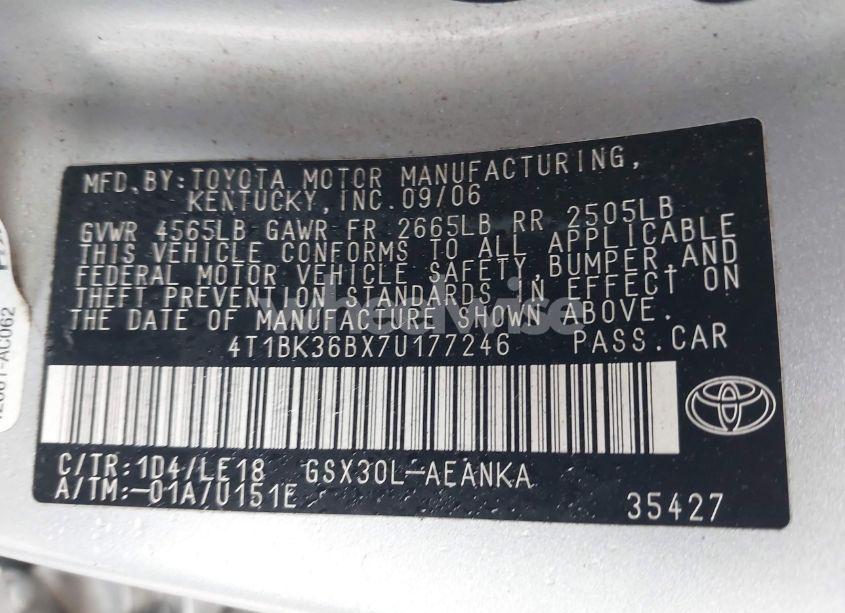 MFD.BY:TOYOTA MOTOR MANUFACTURING,
KENTUCKY,INC.09/06
GVWR 4565LB GAWR FR 2665LB RR 2505LB
THIS VEHICLE CONFORMS TO ALL APPLICABLE
FEDERAL MOTOR VEHICLE SAFETY,BUMPER,AND
THEFT PREVENTION STANDARDS IN EFFECT ON
THE DATE OF MANUFACTURE SHOWN ABOVE.
4T1BK36BX7U177246 PASS.CAR
C/TR:1D4/LE18 GSX30L-AEANKA
A/TM:-01A/U151E
35427